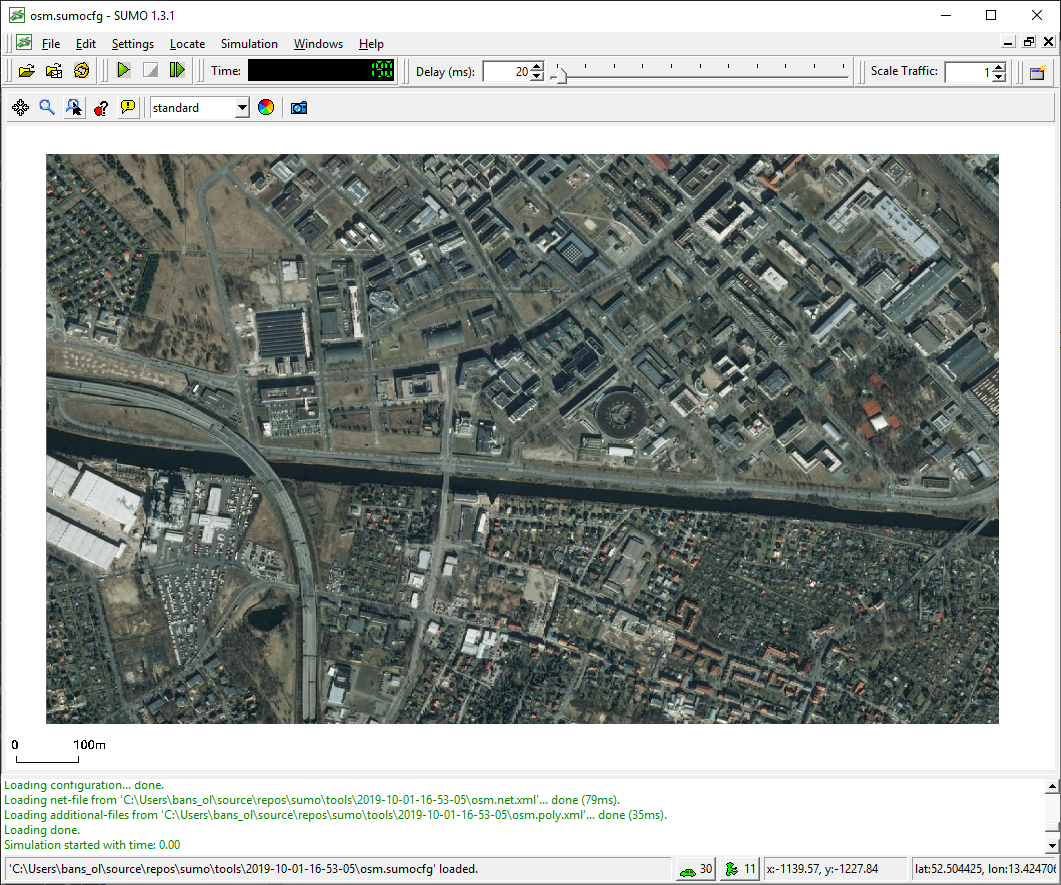 osm.sumocfg - SUMO 1.3.1
File Edit Settings Locate Simulation Windows Help
Time: 190 Delay (ms): 20 Scale Traffic: 1
standard
0 100m
Loading configuration... done.
Loading net-file from 'C:\Users\bans_ol\source\repos\sumo\tools\2019-10-01-16-53-05\osm.net.xml'... done (79ms).
Loading additional-files from 'C:\Users\bans_ol\source\repos\sumo\tools\2019-10-01-16-53-05\osm.poly.xml'... done (35ms).
Loading done.
Simulation started with time: 0.00
'C:\Users\bans_ol\source\repos\sumo\tools\2019-10-01-16-53-05\osm.sumocfg' loaded. 30 11 x:-1139.57, y:-1227.84 lat:52.504425, lon:13.424706